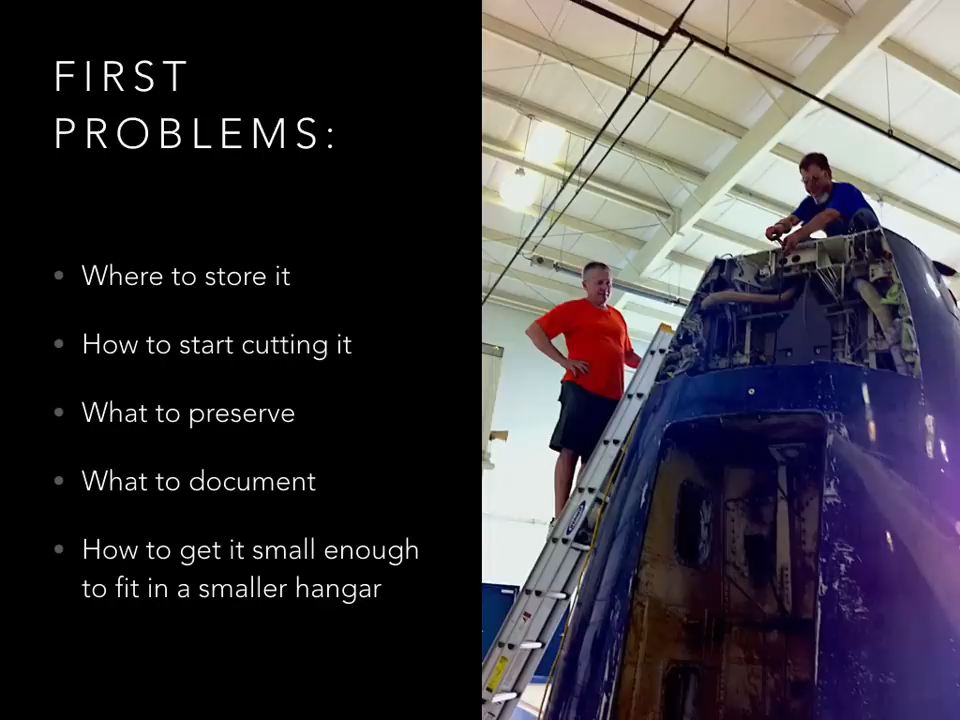 FIRST
PROBLEMS:
• Where to store it
• How to start cutting it
• What to preserve
• What to document
• How to get it small enough
to fit in a smaller hangar